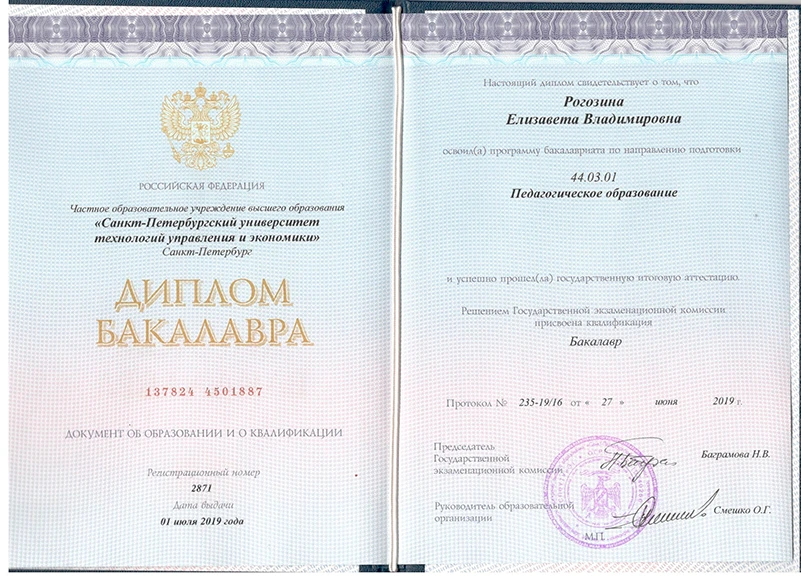 РОССИЙСКАЯ ФЕДЕРАЦИЯ
Частное образовательное учреждение высшего образования
«Санкт-Петербургский университет
технологий управления и экономики»
Санкт-Петербург
ДИПЛОМ
БАКАЛАВРА
137824 4501887
ДОКУМЕНТ ОБ ОБРАЗОВАНИИ И О КВАЛИФИКАЦИИ
Регистрационный номер
2871
Дата выдачи
01 июля 2019 года
Настоящий диплом свидетельствует о том, что
Рогозина
Елизавета Владимировна
освоил(а) программу бакалавриата по направлению подготовки
44.03.01
Педагогическое образование
и успешно прошел(ла) государственную итоговую аттестацию.
Решением Государственной экзаменационной комиссии
присвоена квалификация
Бакалавр
Протокол № 235-19/16 от « 27 » июня 2019 г.
Председатель
Государственной
экзаменационной комиссии
Баграмова Н.В.
Руководитель образовательной
организации
Смешко О.Г.
М.П.